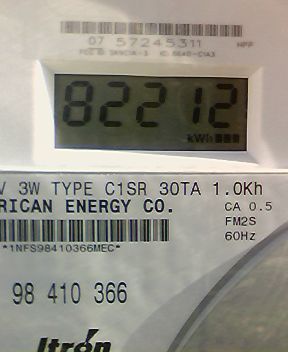 07 57245311
82212
kWh
V 3W TYPE C1SR 30TA 1.0Kh
RICAN ENERGY CO.
CA 0.5
FM2S
60Hz
*1NFS98410366MEC*
98 410 366
Itron